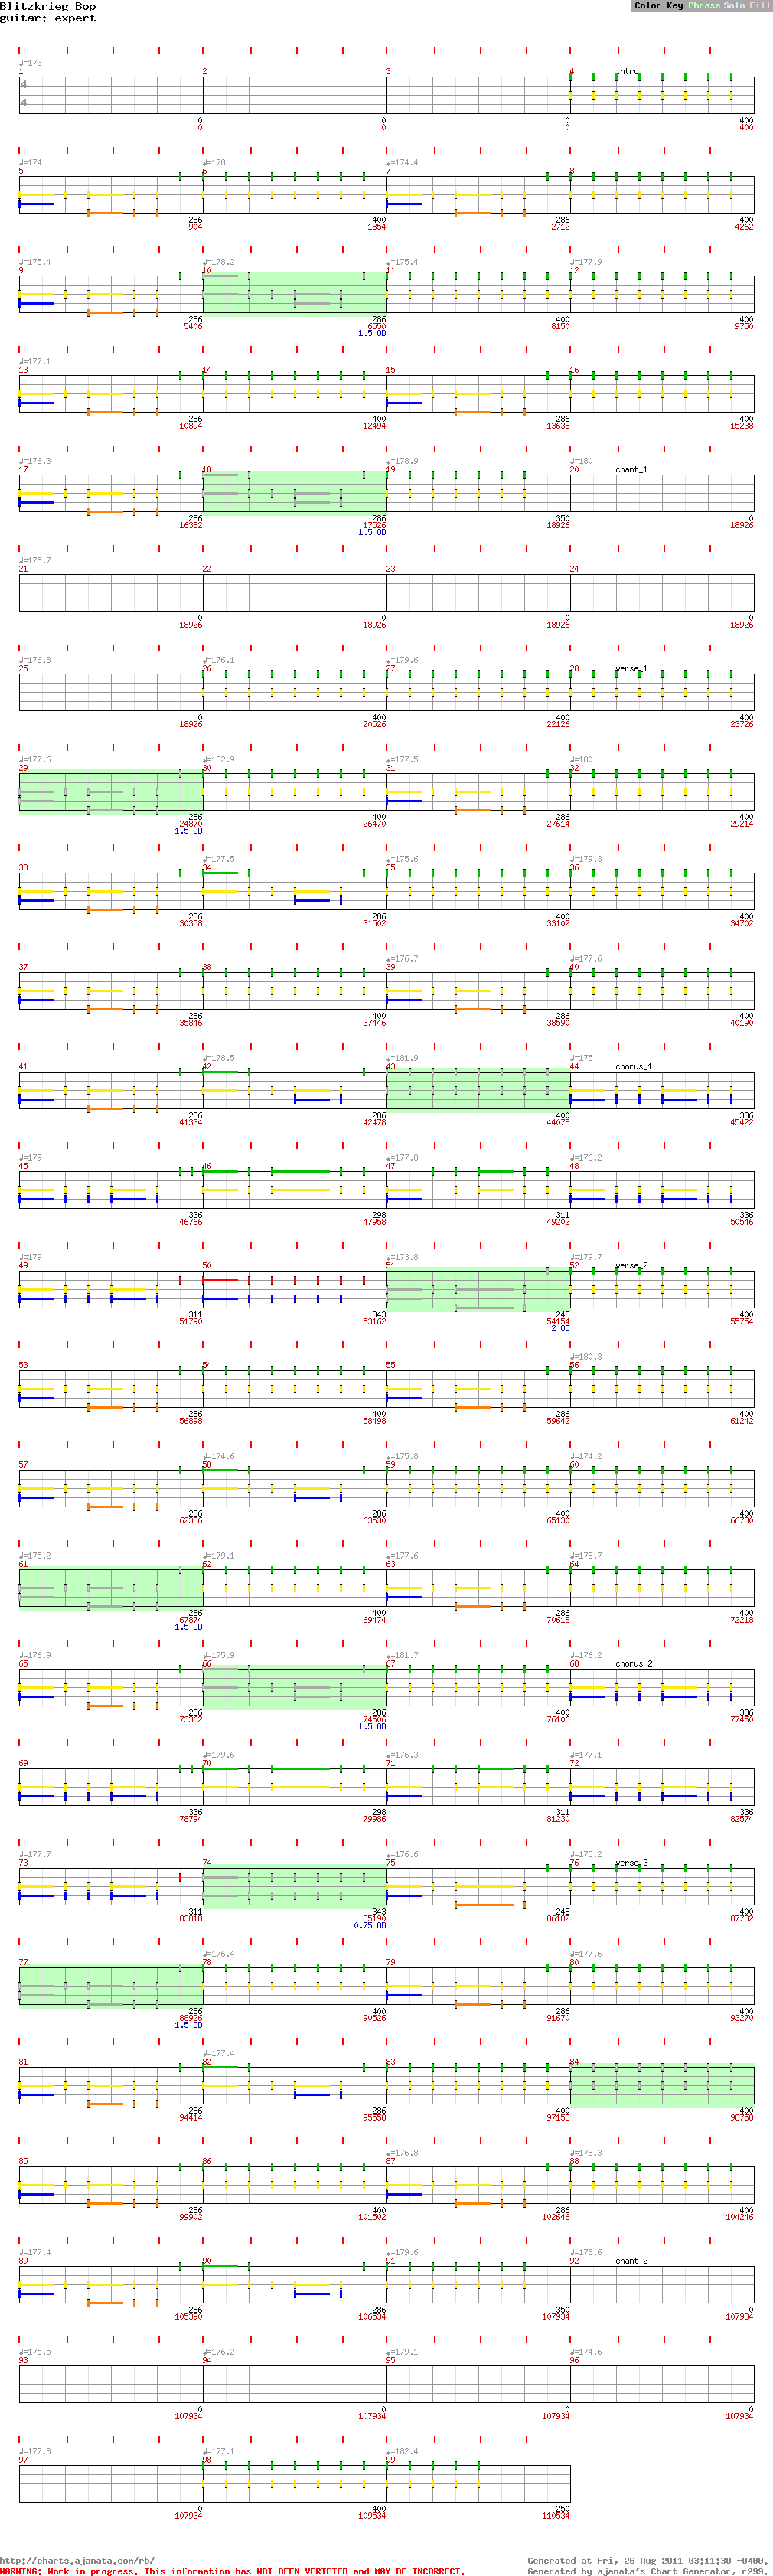 Blitzkrieg Bop
Color Key Phrase Solo Fill
guitar: expert
♩=173
1 2 3 4 intro
4
4
0 0 0 400
0 0 0 400
♩=174 ♩=178 ♩=174.4
5 6 7 8
286 400 286 400
904 1854 2712 4262
♩=175.4 ♩=178.2 ♩=175.4 ♩=177.9
9 10 11 12
286 286 400 400
5406 6550 8150 9750
1.5 OD
♩=177.1
13 14 15 16
286 400 286 400
10894 12494 13638 15238
♩=176.3 ♩=178.9 ♩=180
17 18 19 20 chant_1
286 286 350 0
16382 17526 18926 18926
1.5 OD
♩=175.7
21 22 23 24
0 0 0 0
18926 18926 18926 18926
♩=176.8 ♩=176.1 ♩=179.6
25 26 27 28 verse_1
0 400 400 400
18926 20526 22126 23726
♩=177.6 ♩=182.9 ♩=177.5 ♩=180
29 30 31 32
286 400 286 400
24870 26470 27614 29214
1.5 OD
♩=177.5 ♩=175.6 ♩=179.3
33 34 35 36
286 286 400 400
30358 31502 33102 34702
♩=176.7 ♩=177.6
37 38 39 40
286 400 286 400
35846 37446 38590 40190
♩=178.5 ♩=181.9 ♩=175
41 42 43 44 chorus_1
286 286 400 336
41334 42478 44078 45422
♩=179 ♩=177.8 ♩=176.2
45 46 47 48
336 298 311 336
46766 47958 49202 50546
♩=179 ♩=173.8 ♩=179.7
49 50 51 52 verse_2
311 343 248 400
51790 53162 54154 55754
2 OD
♩=180.3
53 54 55 56
286 400 286 400
56898 58498 59642 61242
♩=174.6 ♩=175.8 ♩=174.2
57 58 59 60
286 286 400 400
62386 63530 65130 66730
♩=175.2 ♩=179.1 ♩=177.6 ♩=178.7
61 62 63 64
286 400 286 400
67874 69474 70618 72218
1.5 OD
♩=176.9 ♩=175.9 ♩=181.7 ♩=176.2
65 66 67 68 chorus_2
286 286 400 336
73362 74506 76106 77450
1.5 OD
♩=179.6 ♩=176.3 ♩=177.1
69 70 71 72
336 298 311 336
78794 79986 81230 82574
♩=177.7 ♩=176.6 ♩=175.2
73 74 75 76 verse_3
311 343 248 400
83818 85190 86182 87782
0.75 OD
♩=176.4 ♩=177.6
77 78 79 80
286 400 286 400
88926 90526 91670 93270
1.5 OD
♩=177.4
81 82 83 84
286 286 400 400
94414 95558 97158 98758
♩=176.8 ♩=178.3
85 86 87 88
286 400 286 400
99902 101502 102646 104246
♩=177.4 ♩=179.6 ♩=178.6
89 90 91 92 chant_2
286 286 350 0
105390 106534 107934 107934
♩=175.5 ♩=176.2 ♩=179.1 ♩=174.6
93 94 95 96
0 0 0 0
107934 107934 107934 107934
♩=177.8 ♩=177.1 ♩=182.4
97 98 99
0 400 250
107934 109534 110534
http://charts.ajanata.com/rb/
Generated at Fri, 26 Aug 2011 03:11:30 -0400.
WARNING: Work in progress. This information has NOT BEEN VERIFIED and MAY BE INCORRECT.
Generated by ajanata's Chart Generator, r299.